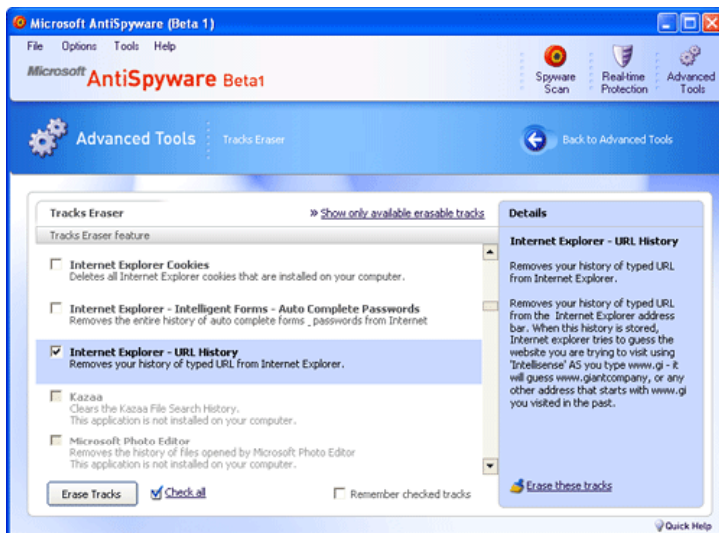 Microsoft AntiSpyware (Beta 1)
File Options Tools Help
Microsoft AntiSpyware Beta1
Spyware Scan
Real-time Protection
Advanced Tools
Advanced Tools
Tracks Eraser
Back to Advanced Tools
Tracks Eraser
» Show only available erasable tracks
Tracks Eraser feature
Internet Explorer Cookies
Deletes all Internet Explorer cookies that are installed on your computer.
Internet Explorer - Intelligent Forms - Auto Complete Passwords
Removes the entire history of auto complete forms _ passwords from Internet
Internet Explorer - URL History
Removes your history of typed URL from Internet Explorer.
Kazaa
Clears the Kazaa File Search History.
This application is not installed on your computer.
Microsoft Photo Editor
Removes the history of files opened by Microsoft Photo Editor
This application is not installed on your computer.
Erase Tracks
Check all
Remember checked tracks
Details
Internet Explorer - URL History
Removes your history of typed URL
from Internet Explorer.
Removes your history of typed URL
from the Internet Explorer address
bar. When this history is stored,
Internet explorer tries to guess the
website you are trying to visit using
'Intellisense' AS you type www.gi - it
will guess www.giantcompany, or any
other address that starts with www.gi
you visited in the past.
Erase these tracks
Quick Help